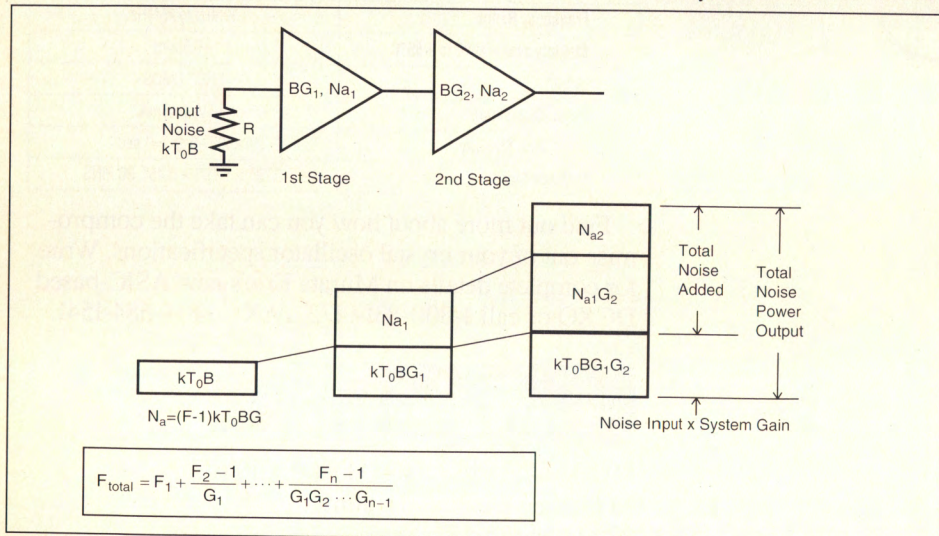 BG₁, Na₁
BG₂, Na₂
Input
Noise
kT₀B
R
1st Stage
2nd Stage
Nₐ₂
Total
Noise
Added
Total
Noise
Power
Output
Nₐ₁G₂
Na₁
kT₀B
kT₀BG₁
kT₀BG₁G₂
Nₐ=(F-1)kT₀BG
Noise Input x System Gain
F_total = F₁ + (F₂ − 1)/G₁ + ⋯ + (Fₙ − 1)/(G₁G₂ ⋯ Gₙ₋₁)